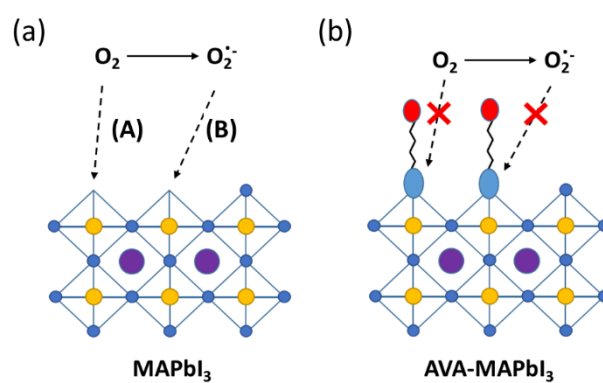 (a)
O₂ → O₂˙⁻
(A)
(B)
MAPbI₃
(b)
O₂ → O₂˙⁻
AVA-MAPbI₃